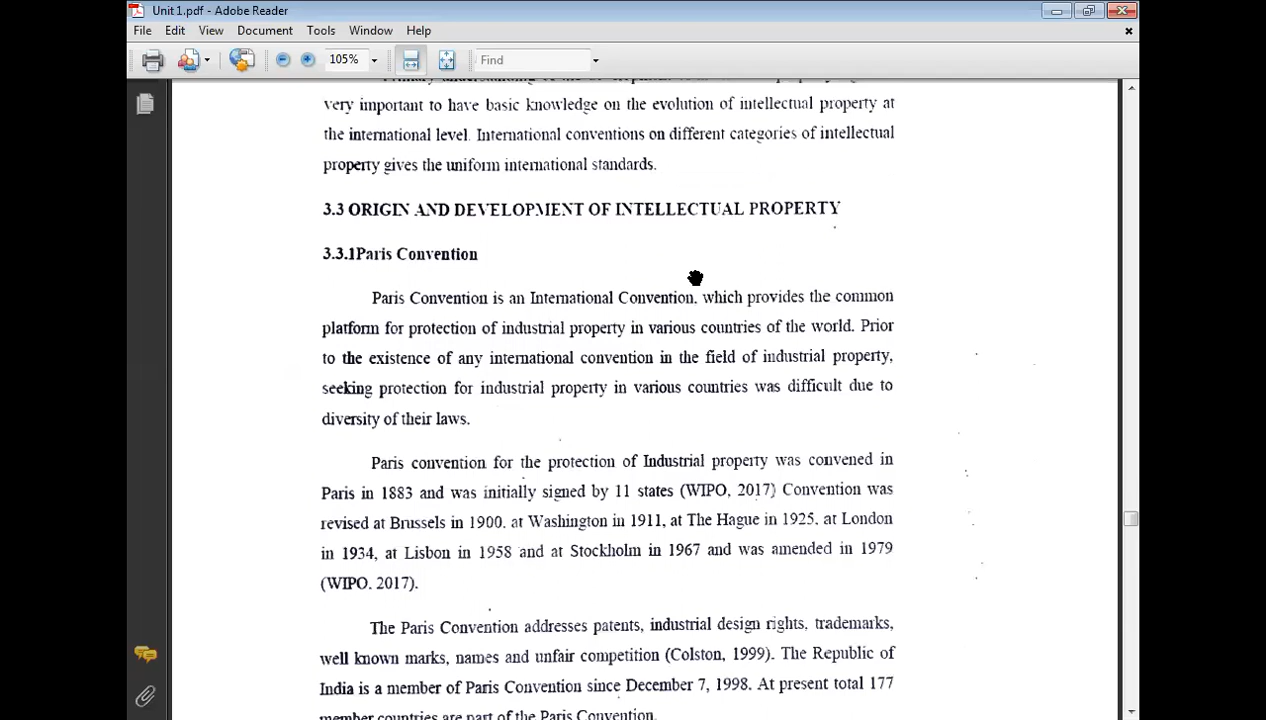 Unit 1.pdf - Adobe Reader
File Edit View Document Tools Window Help
105% Find
very important to have basic knowledge on the evolution of intellectual property at
the international level. International conventions on different categories of intellectual
property gives the uniform international standards.
3.3 ORIGIN AND DEVELOPMENT OF INTELLECTUAL PROPERTY
3.3.1Paris Convention
Paris Convention is an International Convention, which provides the common
platform for protection of industrial property in various countries of the world. Prior
to the existence of any international convention in the field of industrial property,
seeking protection for industrial property in various countries was difficult due to
diversity of their laws.
Paris convention for the protection of Industrial property was convened in
Paris in 1883 and was initially signed by 11 states (WIPO, 2017) Convention was
revised at Brussels in 1900, at Washington in 1911, at The Hague in 1925, at London
in 1934, at Lisbon in 1958 and at Stockholm in 1967 and was amended in 1979
(WIPO. 2017).
The Paris Convention addresses patents, industrial design rights, trademarks,
well known marks, names and unfair competition (Colston, 1999). The Republic of
India is a member of Paris Convention since December 7, 1998. At present total 177
member countries are part of the Paris Convention.